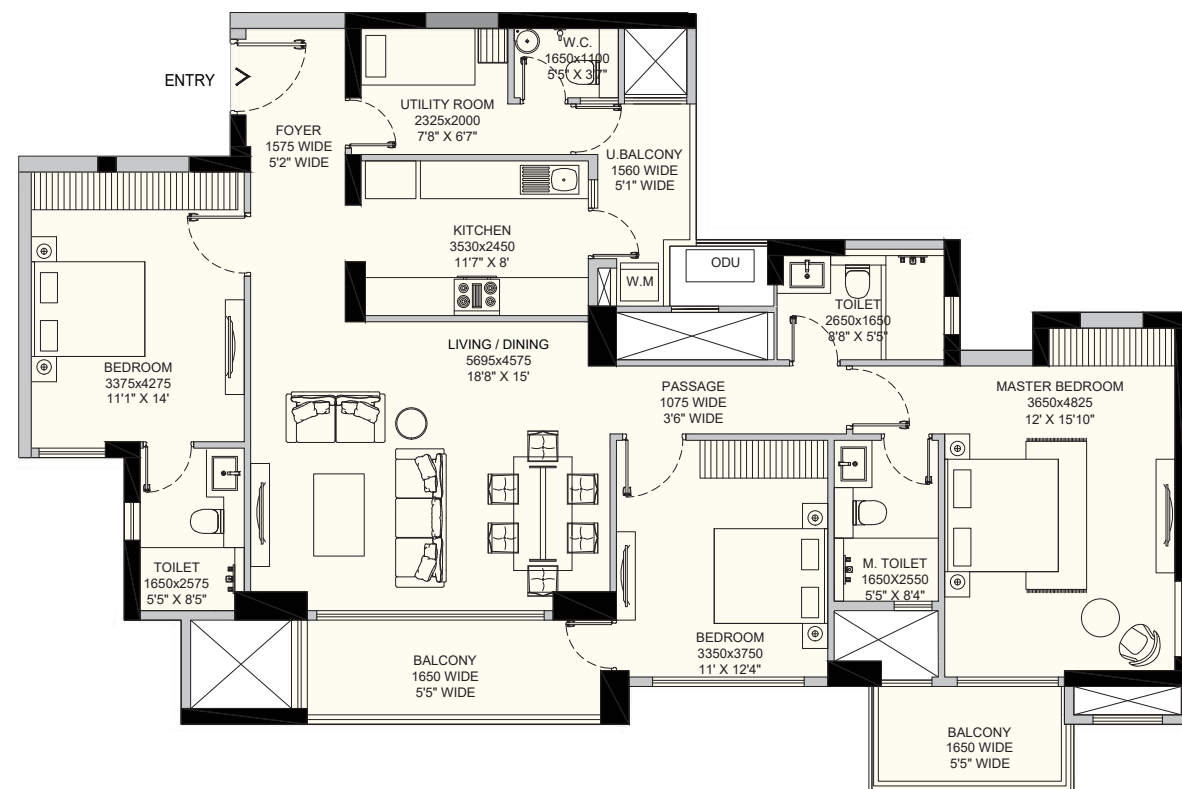 W.C.
1650x1100
5'5" X 3'7"
ENTRY
UTILITY ROOM
2325x2000
7'8" X 6'7"
FOYER
1575 WIDE
5'2" WIDE
U.BALCONY
1560 WIDE
5'1" WIDE
KITCHEN
3530x2450
11'7" X 8'
ODU
W.M
TOILET
2650x1650
8'8" X 5'5"
LIVING / DINING
5695x4575
18'8" X 15'
BEDROOM
3375x4275
11'1" X 14'
PASSAGE
1075 WIDE
3'6" WIDE
MASTER BEDROOM
3650x4825
12' X 15'10"
TOILET
1650x2575
5'5" X 8'5"
M. TOILET
1650X2550
5'5" X 8'4"
BEDROOM
3350x3750
11' X 12'4"
BALCONY
1650 WIDE
5'5" WIDE
BALCONY
1650 WIDE
5'5" WIDE